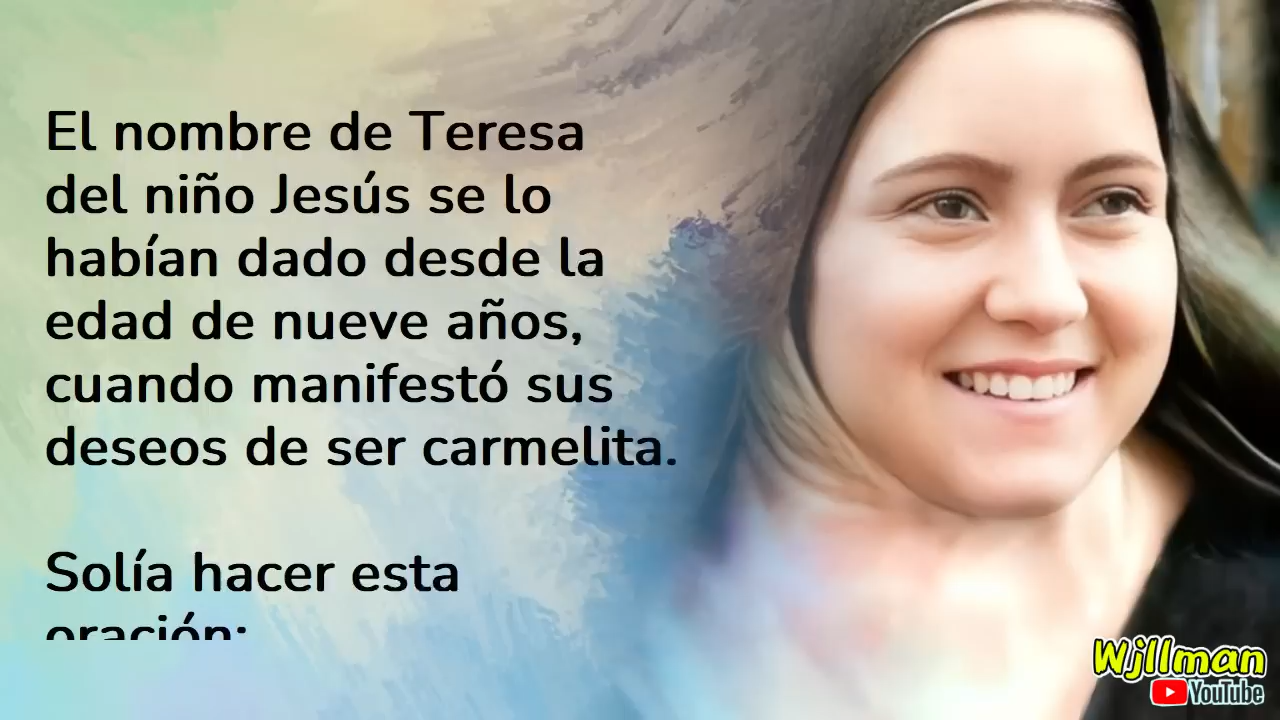 El nombre de Teresa
del niño Jesús se lo
habían dado desde la
edad de nueve años,
cuando manifestó sus
deseos de ser carmelita.
Solía hacer esta
oración:
Wjllman
YouTube